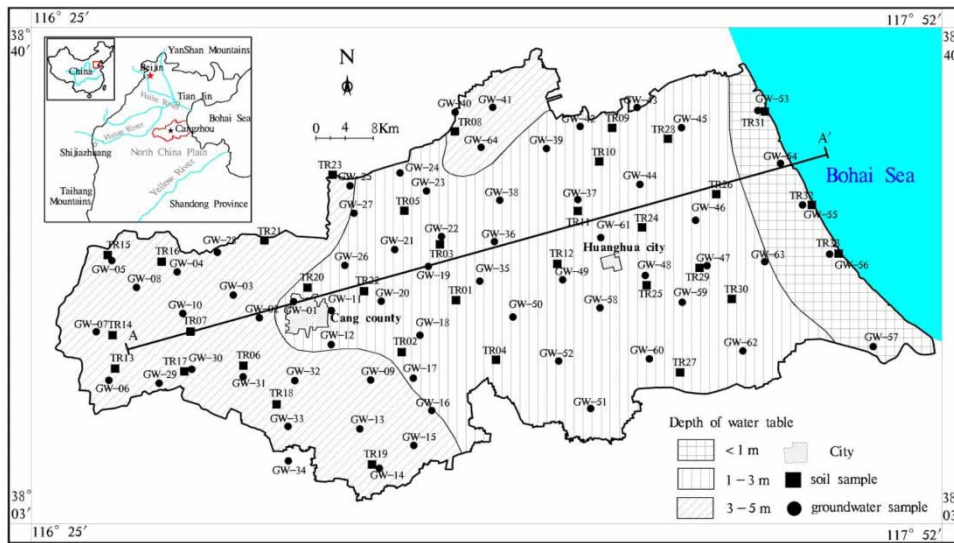 116° 25′
117° 52′
38°
40′
38°
40′
YanShan Mountains
China
Beijin
Tian Jin
Haihe River
Bohai Sea
Cangzhou
Shijiazhuang
North China Plain
Yellow River
Taihang
Mountains
Shandong Province
N
0 4 8Km
GW-40
GW-41
TR08
GW-64
GW-39
TR09
GW-45
TR28
TR10
GW-53
TR31
GW-54
A′
Bohai Sea
TR23
GW-25
GW-24
GW-23
GW-27
TR05
GW-38
GW-37
TR11
GW-44
TR26
GW-46
TR24
GW-61
GW-55
GW-56
TR15
GW-05
TR16
GW-04
TR21
GW-08
GW-03
GW-26
GW-21
GW-22
TR03
GW-19
GW-36
Huanghua city
TR12
GW-49
GW-48
TR25
GW-47
TR29
GW-63
TR20
TR22
GW-35
GW-10
TR07
GW-02
GW-01
GW-11
GW-20
TR01
GW-50
GW-58
GW-59
TR30
GW-07
TR14
A
Cang county
GW-12
GW-18
GW-57
TR13
GW-06
TR17
GW-30
GW-29
TR06
GW-31
GW-32
GW-09
TR02
GW-17
TR04
GW-52
GW-60
TR27
GW-62
TR18
GW-33
GW-13
GW-16
GW-15
GW-51
GW-34
TR19
GW-14
Depth of water table
<1 m
City
1-3 m
soil sample
3-5 m
groundwater sample
38°
03′
38°
03′
116° 25′
117° 52′